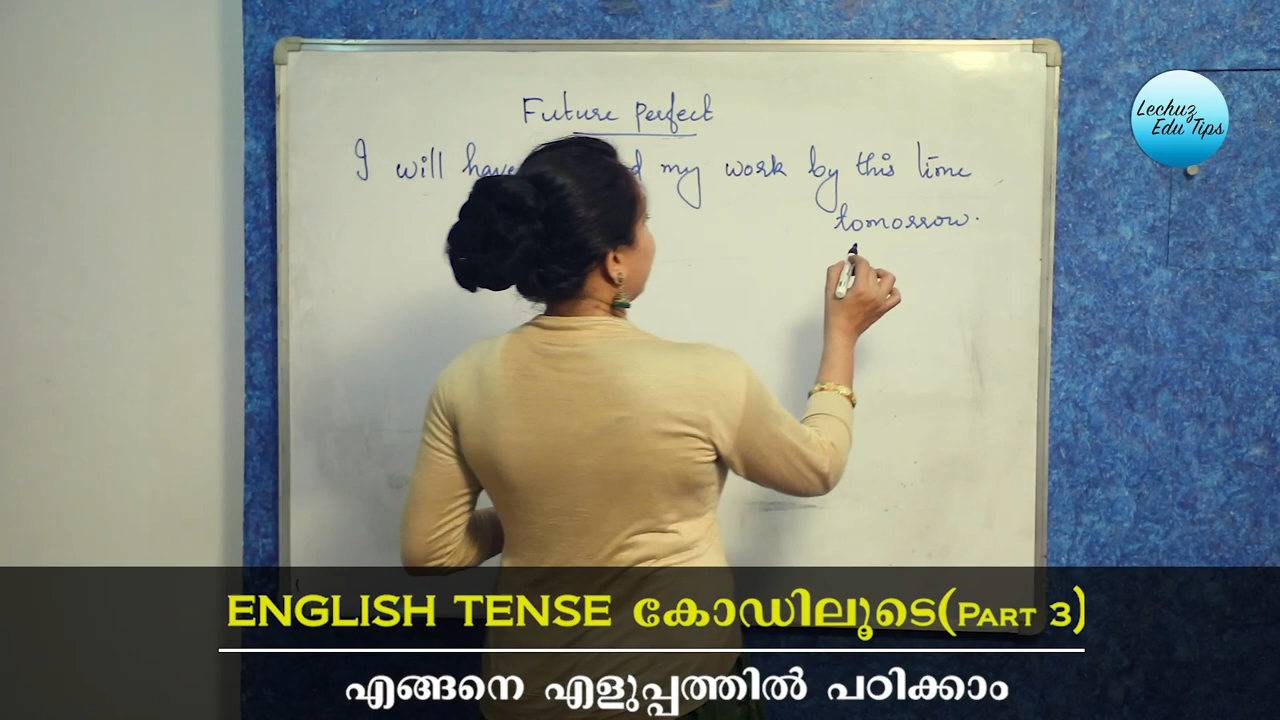 Future perfect
I will have my work by this time
tomorrow.
Lechuz
Edu Tips
ENGLISH TENSE കോഡിലൂടെ(PART 3)
എങ്ങനെ എളുപ്പത്തിൽ പഠിക്കാം